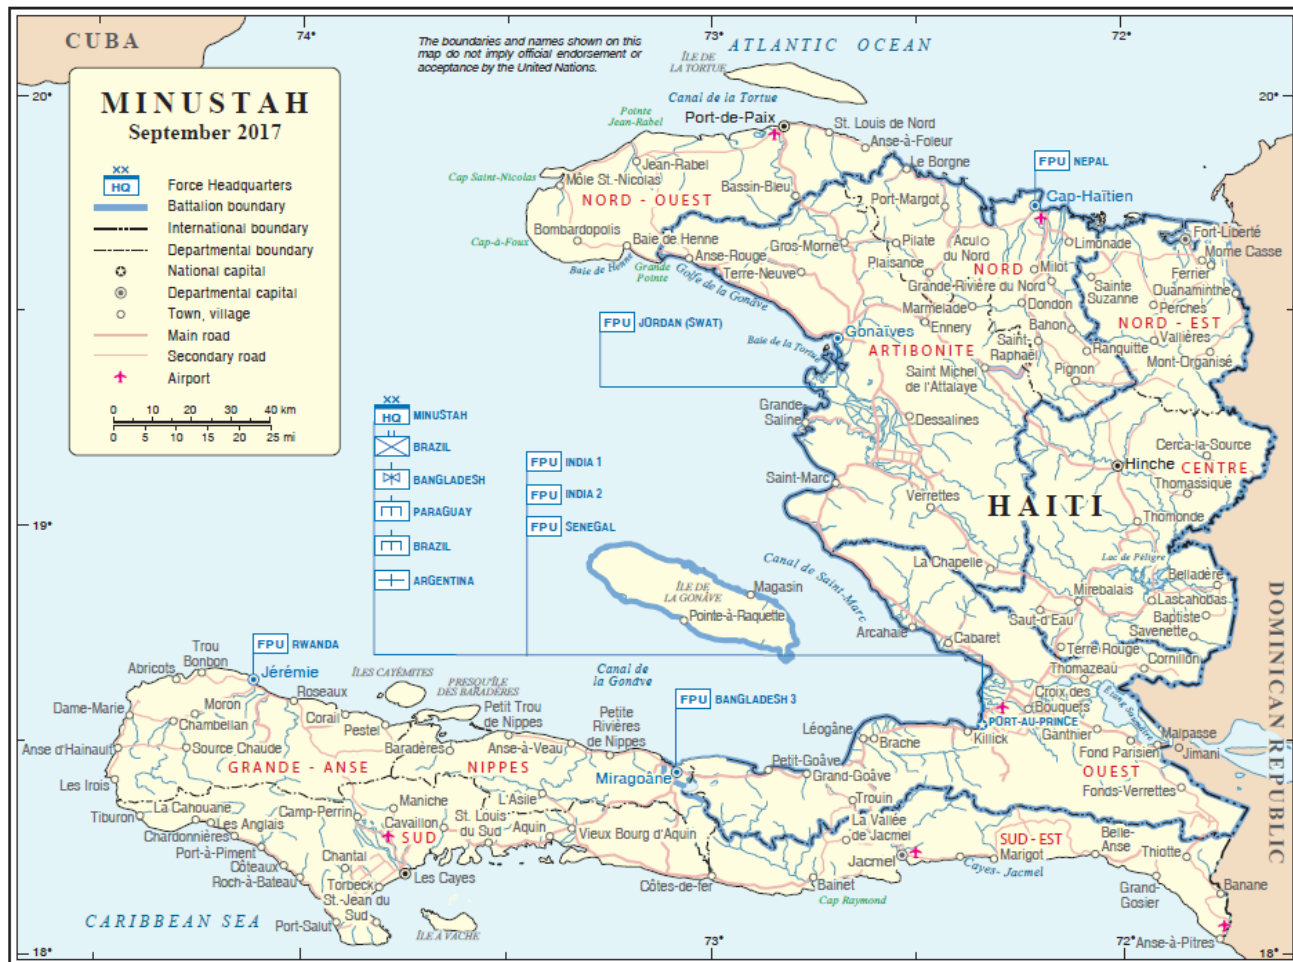 74°
73°
72°
CUBA
The boundaries and names shown on this
map do not imply official endorsement or
acceptance by the United Nations.
ATLANTIC OCEAN
ÎLE DE
LA TORTUE
20°
20°
MINUSTAH
September 2017
XX
HQ
Force Headquarters
Battalion boundary
International boundary
Departmental boundary
National capital
Departmental capital
Town, village
Main road
Secondary road
Airport
0 10 20 30 40 km
0 5 10 15 20 25 mi
Canal de la Tortue
Pointe
Jean-Rabel
Port-de-Paix
St. Louis de Nord
Anse-à-Foleur
Le Borgne
FPU NEPAL
Jean-Rabel
Cap Saint-Nicolas
Môle St.-Nicolas
Bassin-Bleu
Port-Margot
Cap-Haïtien
NORD - OUEST
Bombardopolis
Cap-à-Foux
Baie de Henne
Baie de Henne
Grande
Pointe
Anse-Rouge
Gros-Morne
Terre-Neuve
Golfe de la Gonâve
Pilate
Acul
du Nord
Limonade
Fort-Liberté
Morne Casse
Ferrier
Plaisance
NORD
Milot
Grande-Rivière du Nord
Sainte
Suzanne
Ouanaminthe
Perches
Marmelade
Dondon
NORD - EST
FPU JORDAN (SWAT)
Gonaïves
Ennery
Bahon
Vallières
Baie de la Tortue
ARTIBONITE
Saint-
Raphaël
Ranquitte
Mont-Organisé
Saint Michel
de l'Attalaye
Pignon
XX
HQ MINUSTAH
BRAZIL
BANGLADESH
PARAGUAY
BRAZIL
ARGENTINA
FPU INDIA 1
FPU INDIA 2
FPU SENEGAL
Grande-
Saline
Dessalines
Cerca-la-Source
Hinche
CENTRE
Saint-Marc
Thomassique
Verrettes
HAITI
19°
Thomonde
Canal de Saint-Marc
La Chapelle
Lac de Péligre
Belladère
ÎLE DE
LA GONÂVE
Magasin
Pointe-à-Raquette
Mirebalais
Lascahobas
Baptiste
Savenette
Saut-d'Eau
Arcahaie
Cabaret
Terre Rouge
Cornillon
Thomazeau
DOMINICAN REPUBLIC
FPU RWANDA
Trou
Bonbon
Abricots
Jérémie
ÎLES CAYÉMITES
Canal de
la Gonâve
PRESQU'ÎLE
DES BARADÈRES
FPU BANGLADESH 3
Roseaux
Moron
Dame-Marie
Chambellan
Corail
Pestel
Petit Trou
de Nippes
Petite
Rivières
de Nippes
Croix des
Bouquets
Étang Saumâtre
PORT-AU-PRINCE
Ganthier
Malpasse
Jimani
Léogâne
Brache
Killick
Fond Parisien
Anse d'Hainault
Source Chaude
Baradères
Anse-à-Veau
GRANDE - ANSE
NIPPES
Miragoâne
Petit-Goâve
Grand-Goâve
OUEST
Fonds-Verrettes
Les Irois
L'Asile
Trouin
Tiburon
La Cahouane
Camp-Perrin
Maniche
Cavaillon
St. Louis
du Sud
Aquin
Vieux Bourg d'Aquin
La Vallée
de Jacmel
Les Anglais
Chardonnières
SUD
SUD-EST
Belle-
Anse
Port-à-Piment
Chantal
Jacmel
Marigot
Thiotte
Côteaux
Roch-à-Bateau
Torbeck
Les Cayes
Côtes-de-fer
Bainet
Cayes-Jacmel
Grand-
Gosier
Banane
St.-Jean du
Sud
Cap Raymond
CARIBBEAN SEA
Port-Salut
ÎLE À VACHE
Anse-à-Pitres
18°
73°
72°
18°